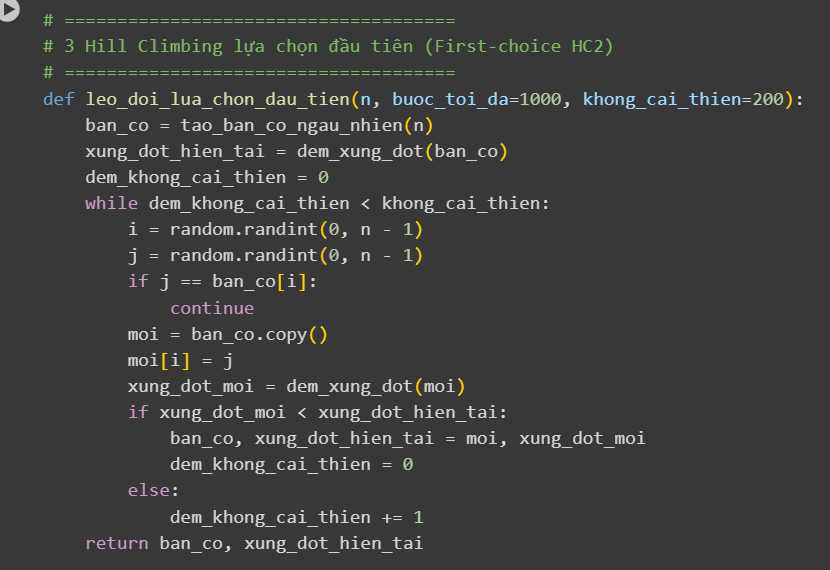 # =====================================
# 3 Hill Climbing lựa chọn đầu tiên (First-choice HC2)
# =====================================
def leo_doi_lua_chon_dau_tien(n, buoc_toi_da=1000, khong_cai_thien=200):
    ban_co = tao_ban_co_ngau_nhien(n)
    xung_dot_hien_tai = dem_xung_dot(ban_co)
    dem_khong_cai_thien = 0
    while dem_khong_cai_thien < khong_cai_thien:
        i = random.randint(0, n - 1)
        j = random.randint(0, n - 1)
        if j == ban_co[i]:
            continue
        moi = ban_co.copy()
        moi[i] = j
        xung_dot_moi = dem_xung_dot(moi)
        if xung_dot_moi < xung_dot_hien_tai:
            ban_co, xung_dot_hien_tai = moi, xung_dot_moi
            dem_khong_cai_thien = 0
        else:
            dem_khong_cai_thien += 1
    return ban_co, xung_dot_hien_tai